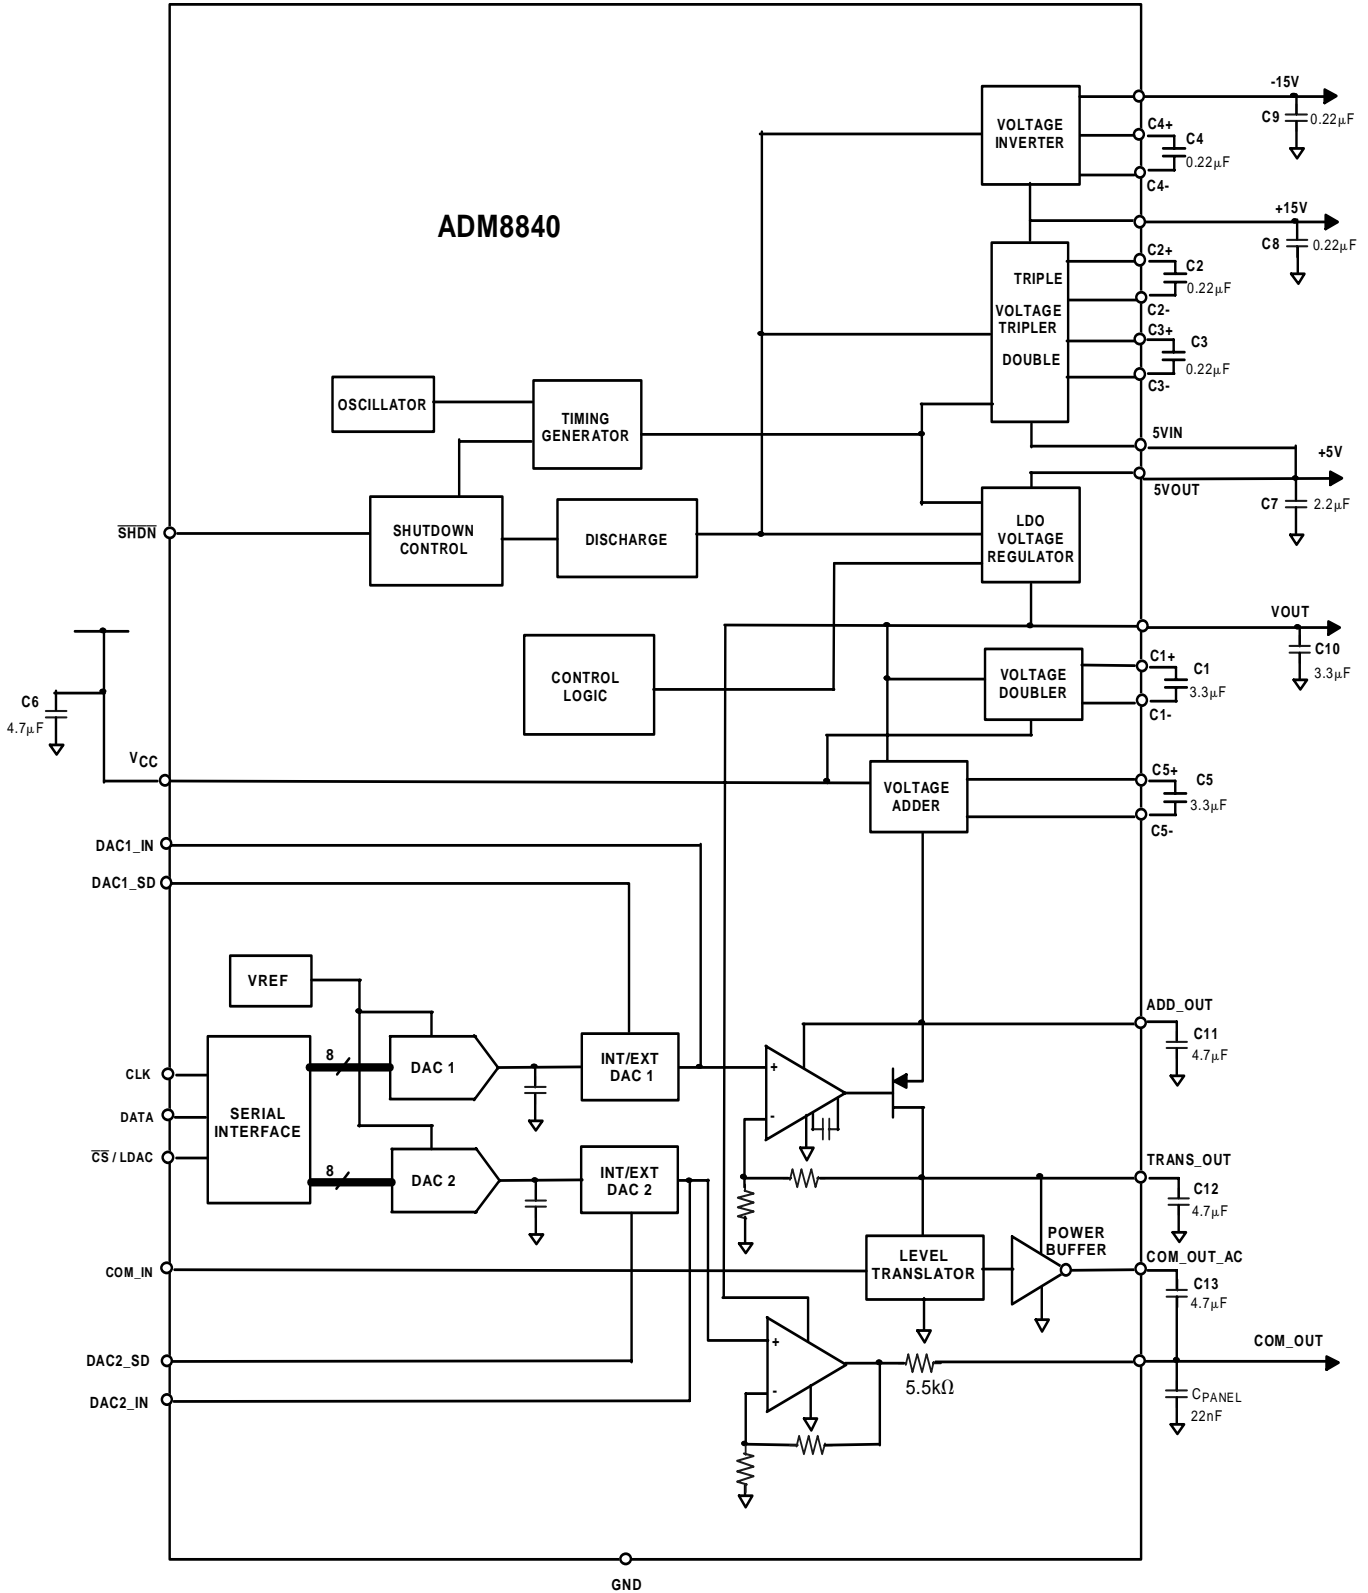 ADM8840
-15V
C9
0.22µF
VOLTAGE
INVERTER
C4+
C4
0.22µF
C4-
+15V
C8
0.22µF
TRIPLE
VOLTAGE
TRIPLER
DOUBLE
C2+
C2
0.22µF
C2-
C3+
C3
0.22µF
C3-
OSCILLATOR
TIMING
GENERATOR
5VIN
+5V
5VOUT
C7
2.2µF
SHDN
SHUTDOWN
CONTROL
DISCHARGE
LDO
VOLTAGE
REGULATOR
VOUT
C10
3.3µF
CONTROL
LOGIC
VOLTAGE
DOUBLER
C1+
C1
3.3µF
C1-
C6
4.7µF
VCC
VOLTAGE
ADDER
C5+
C5
3.3µF
C5-
DAC1_IN
DAC1_SD
VREF
ADD_OUT
C11
4.7µF
8
DAC 1
INT/EXT
DAC 1
+
-
CLK
DATA
CS / LDAC
SERIAL
INTERFACE
8
DAC 2
INT/EXT
DAC 2
TRANS_OUT
C12
4.7µF
POWER
BUFFER
LEVEL
TRANSLATOR
COM_IN
COM_OUT_AC
C13
4.7µF
+
-
5.5kΩ
COM_OUT
DAC2_SD
DAC2_IN
CPANEL
22nF
GND